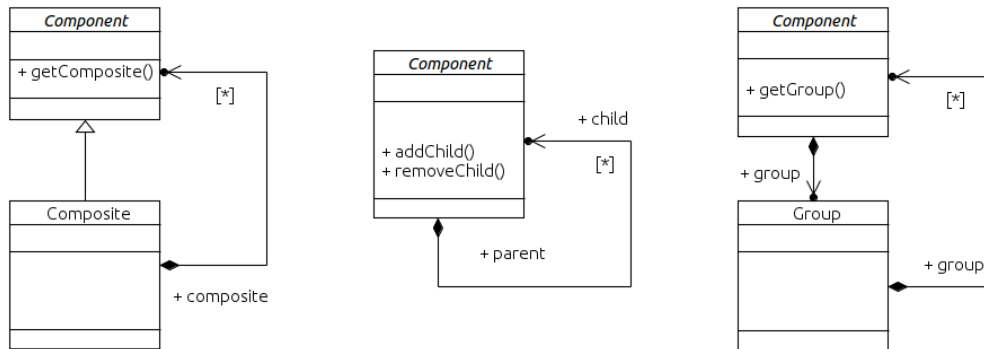 Component
+ getComposite()
[*]
Composite
+ composite
Component
+ child
+ addChild()
[*]
+ removeChild()
+ parent
Component
+ getGroup()
[*]
+ group
Group
+ group